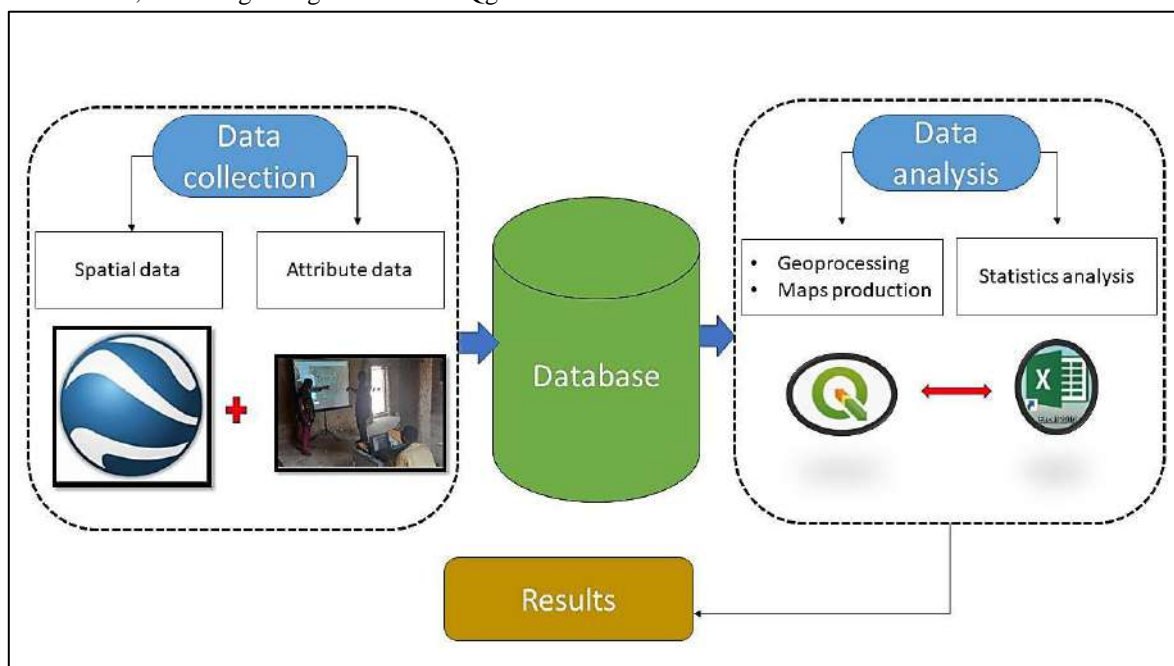 Data
collection
Spatial data
Attribute data
Database
Data
analysis
• Geoprocessing
• Maps production
Statistics analysis
X
Results